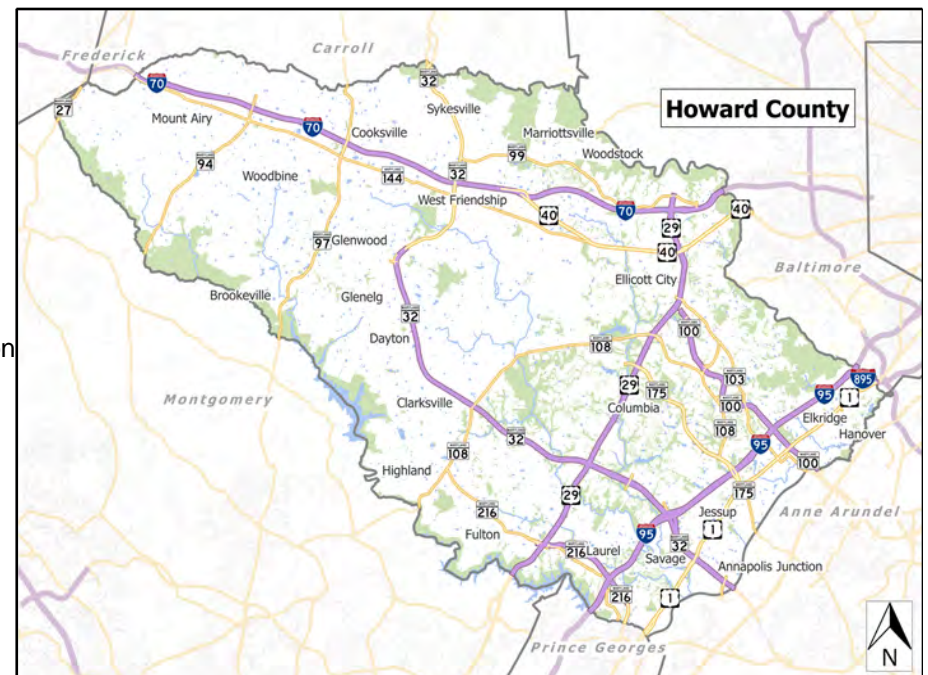 Frederick
Carroll
32
70
27
Mount Airy
Sykesville
Howard County
70
Cooksville
Marriottsville
99
Woodstock
94
Woodbine
144
32
West Friendship
40
70
40
29
97
Glenwood
40
Baltimore
Ellicott City
Brookeville
Glenelg
32
100
Dayton
108
103
895
29
175
95
1
Montgomery
Clarksville
Columbia
100
Elkridge
32
108
Hanover
108
95
100
Highland
29
175
216
Jessup
Anne Arundel
Fulton
95
1
216
Laurel
32
Savage
Annapolis Junction
216
1
Prince Georges
N
on